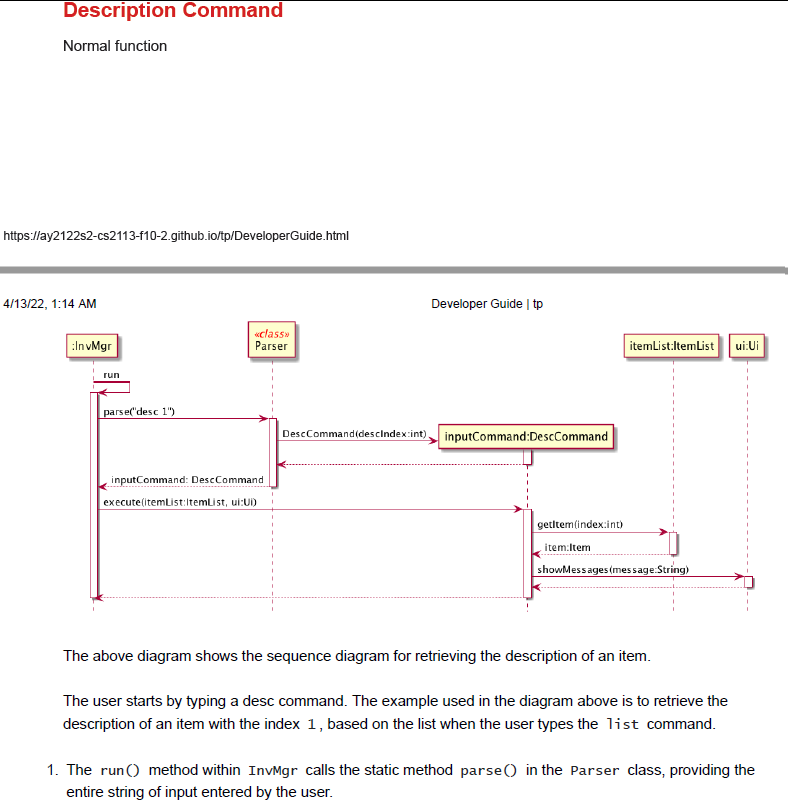 Description Command
Normal function
https://ay2122s2-cs2113-f10-2.github.io/tp/DeveloperGuide.html
4/13/22, 1:14 AM
Developer Guide | tp
:InvMgr
«class»
Parser
itemList:ItemList
ui:Ui
run
parse("desc 1")
DescCommand(descIndex:int)
inputCommand:DescCommand
inputCommand: DescCommand
execute(itemList:ItemList, ui:Ui)
getItem(index:int)
item:Item
showMessages(message:String)
The above diagram shows the sequence diagram for retrieving the description of an item.
The user starts by typing a desc command. The example used in the diagram above is to retrieve the
description of an item with the index 1, based on the list when the user types the list command.
1. The run() method within InvMgr calls the static method parse() in the Parser class, providing the
entire string of input entered by the user.